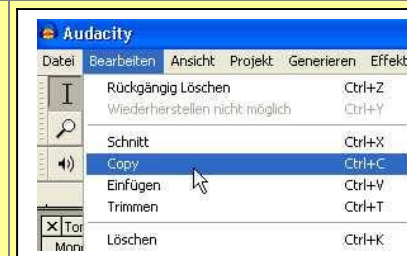 Audacity
Datei Bearbeiten Ansicht Projekt Generieren Effekt
Rückgängig Löschen Ctrl+Z
Wiederherstellen nicht möglich Ctrl+Y
Schnitt Ctrl+X
Copy Ctrl+C
Einfügen Ctrl+V
Trimmen Ctrl+T
Löschen Ctrl+K